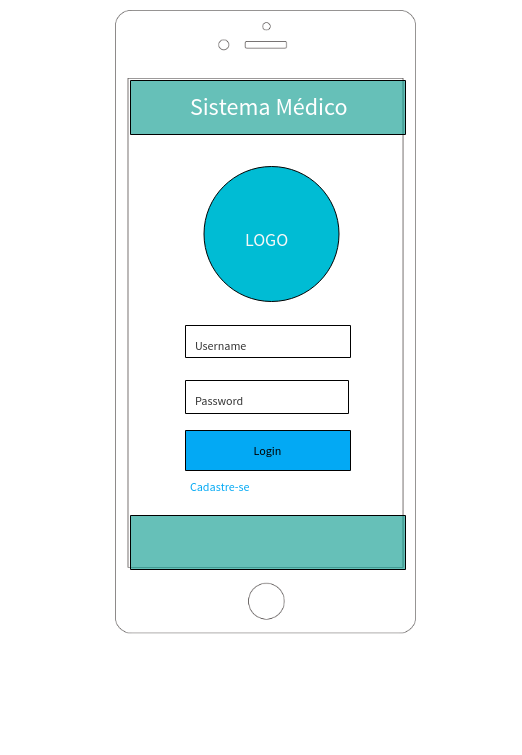 Sistema Médico
LOGO
Username
Password
Login
Cadastre-se